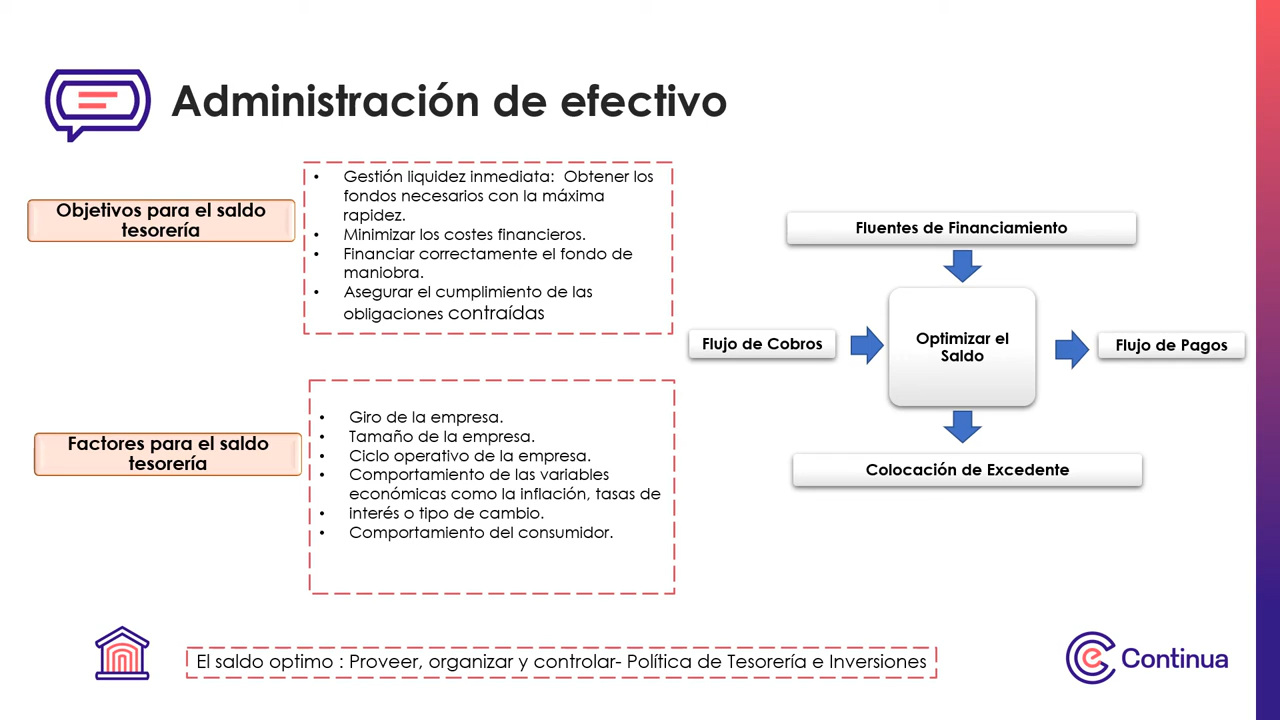 Administración de efectivo
Objetivos para el saldo
tesorería
• Gestión liquidez inmediata: Obtener los
fondos necesarios con la máxima
rapidez.
• Minimizar los costes financieros.
• Financiar correctamente el fondo de
maniobra.
• Asegurar el cumplimiento de las
obligaciones contraídas
Factores para el saldo
tesorería
• Giro de la empresa.
• Tamaño de la empresa.
• Ciclo operativo de la empresa.
• Comportamiento de las variables
económicas como la inflación, tasas de
• interés o tipo de cambio.
• Comportamiento del consumidor.
Fluentes de Financiamiento
Flujo de Cobros
Optimizar el
Saldo
Flujo de Pagos
Colocación de Excedente
El saldo optimo : Proveer, organizar y controlar- Política de Tesorería e Inversiones
Continua